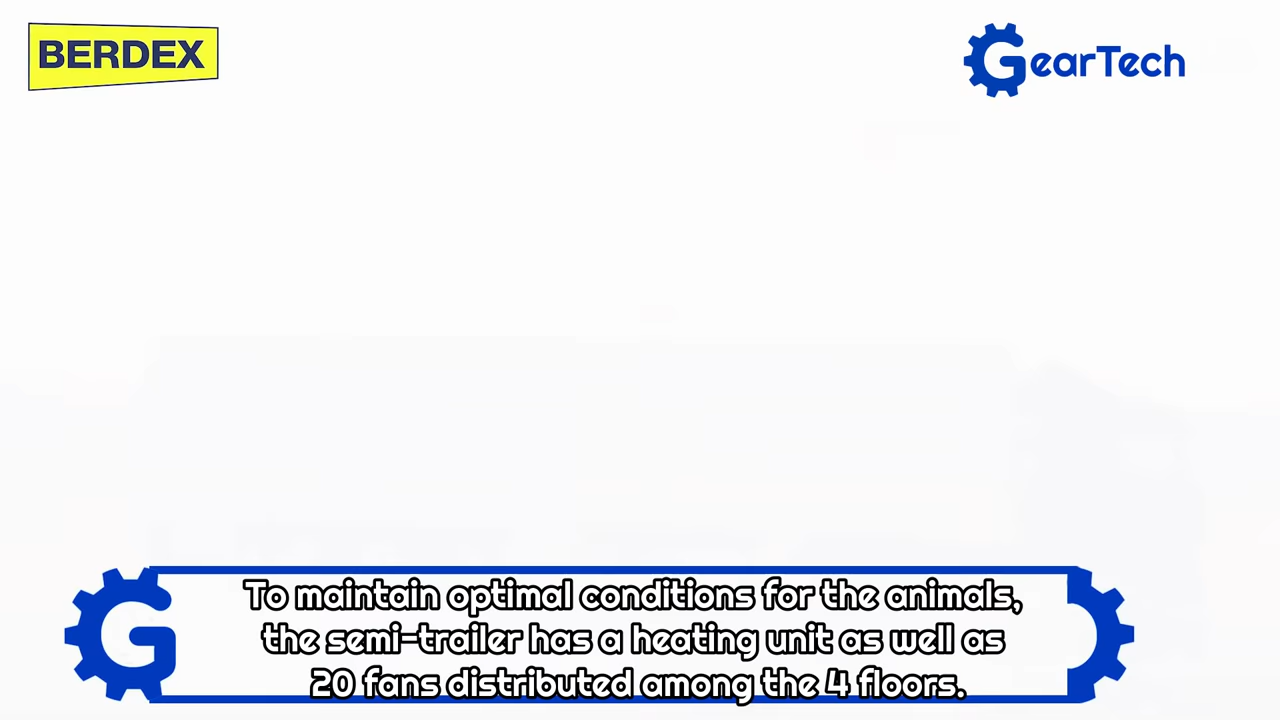 BERDEX
GearTech
To maintain optimal conditions for the animals,
the semi-trailer has a heating unit as well as
20 fans distributed among the 4 floors.